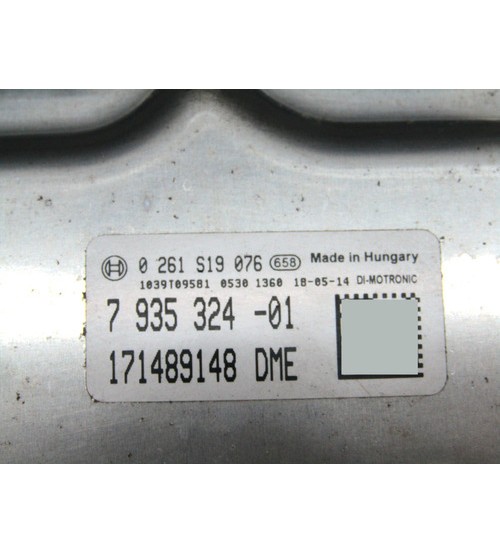 0 261 S19 076 658 Made in Hungary
1039T09581 0530 1360 18-05-14 DI-MOTRONIC
7 935 324 -01
171489148 DME